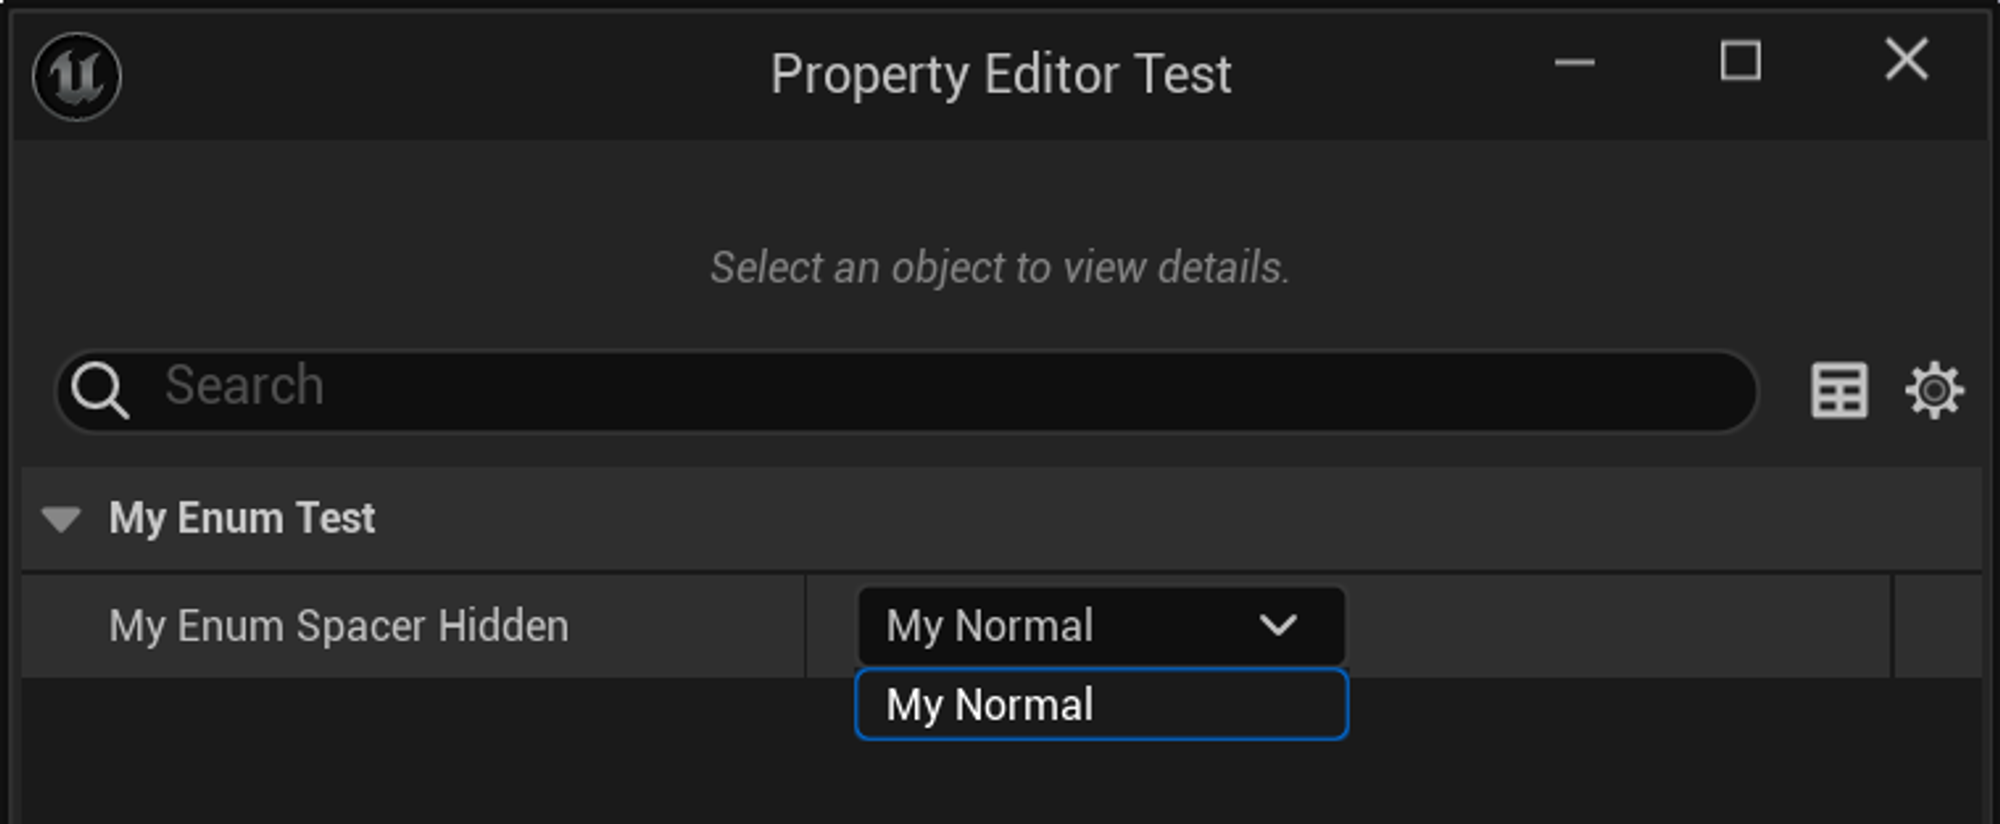 Property Editor Test
Select an object to view details.
Search
My Enum Test
My Enum Spacer Hidden
My Normal
My Normal